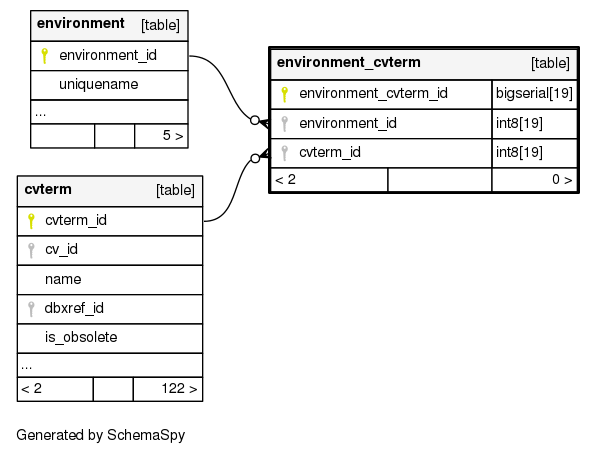 environment [table]
environment_id
uniquename
...
5 >
environment_cvterm [table]
environment_cvterm_id bigserial[19]
environment_id int8[19]
cvterm_id int8[19]
< 2 0 >
cvterm [table]
cvterm_id
cv_id
name
dbxref_id
is_obsolete
...
< 2 122 >
Generated by SchemaSpy